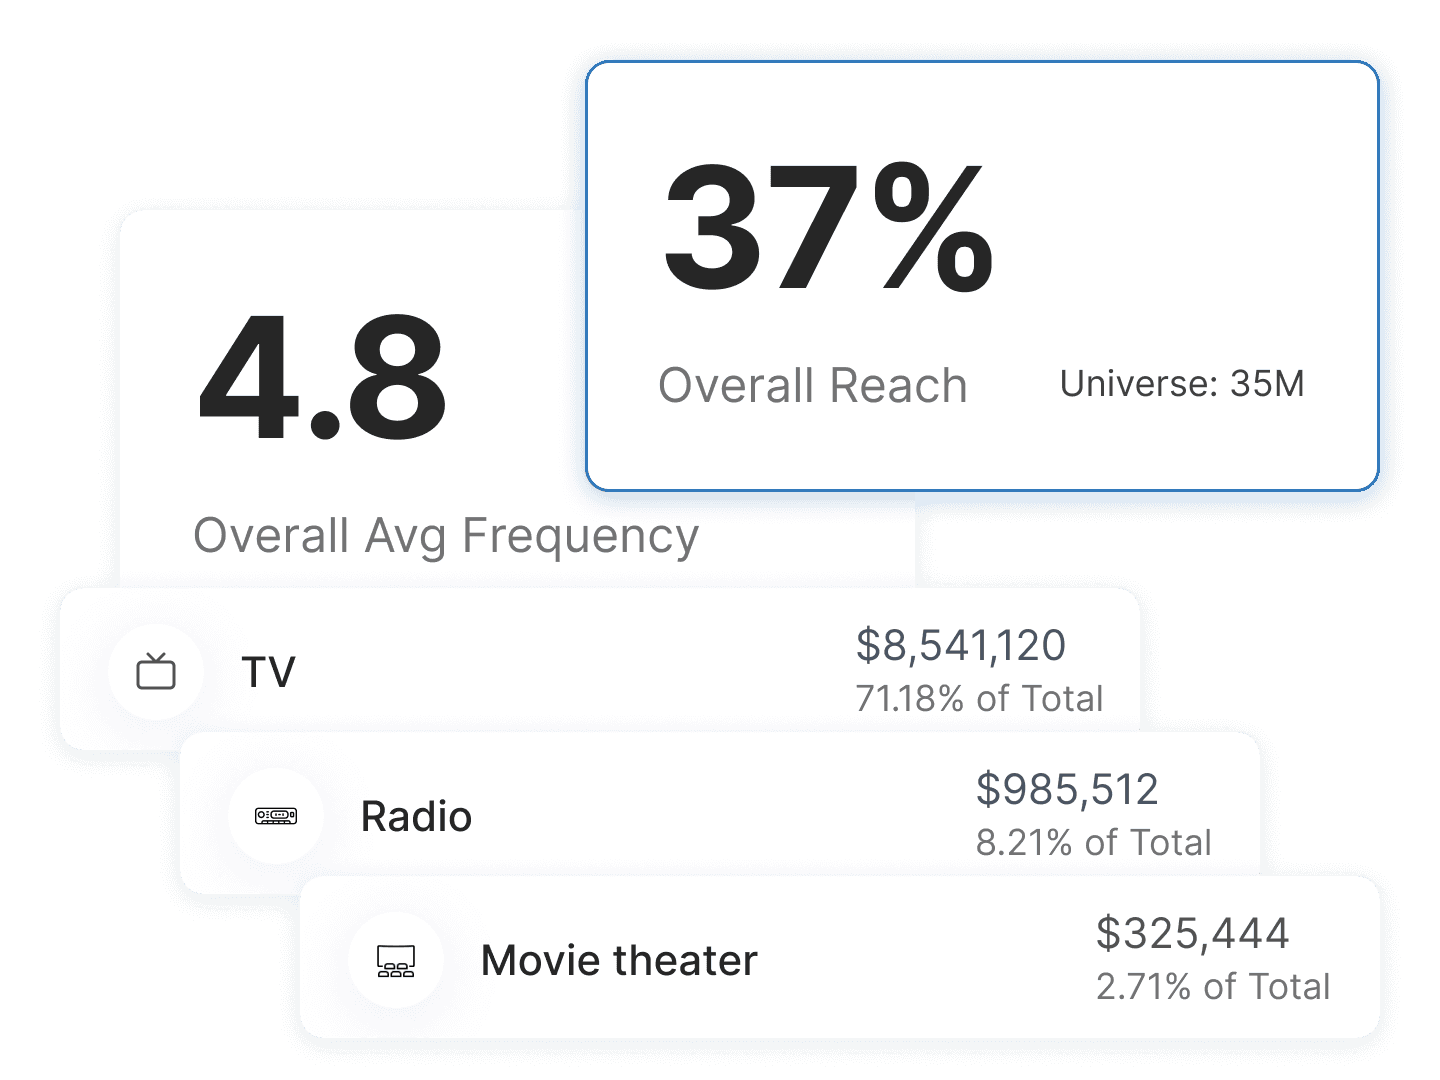 37%
Overall Reach
Universe: 35M
4.8
Overall Avg Frequency
TV
$8,541,120
71.18% of Total
Radio
$985,512
8.21% of Total
Movie theater
$325,444
2.71% of Total